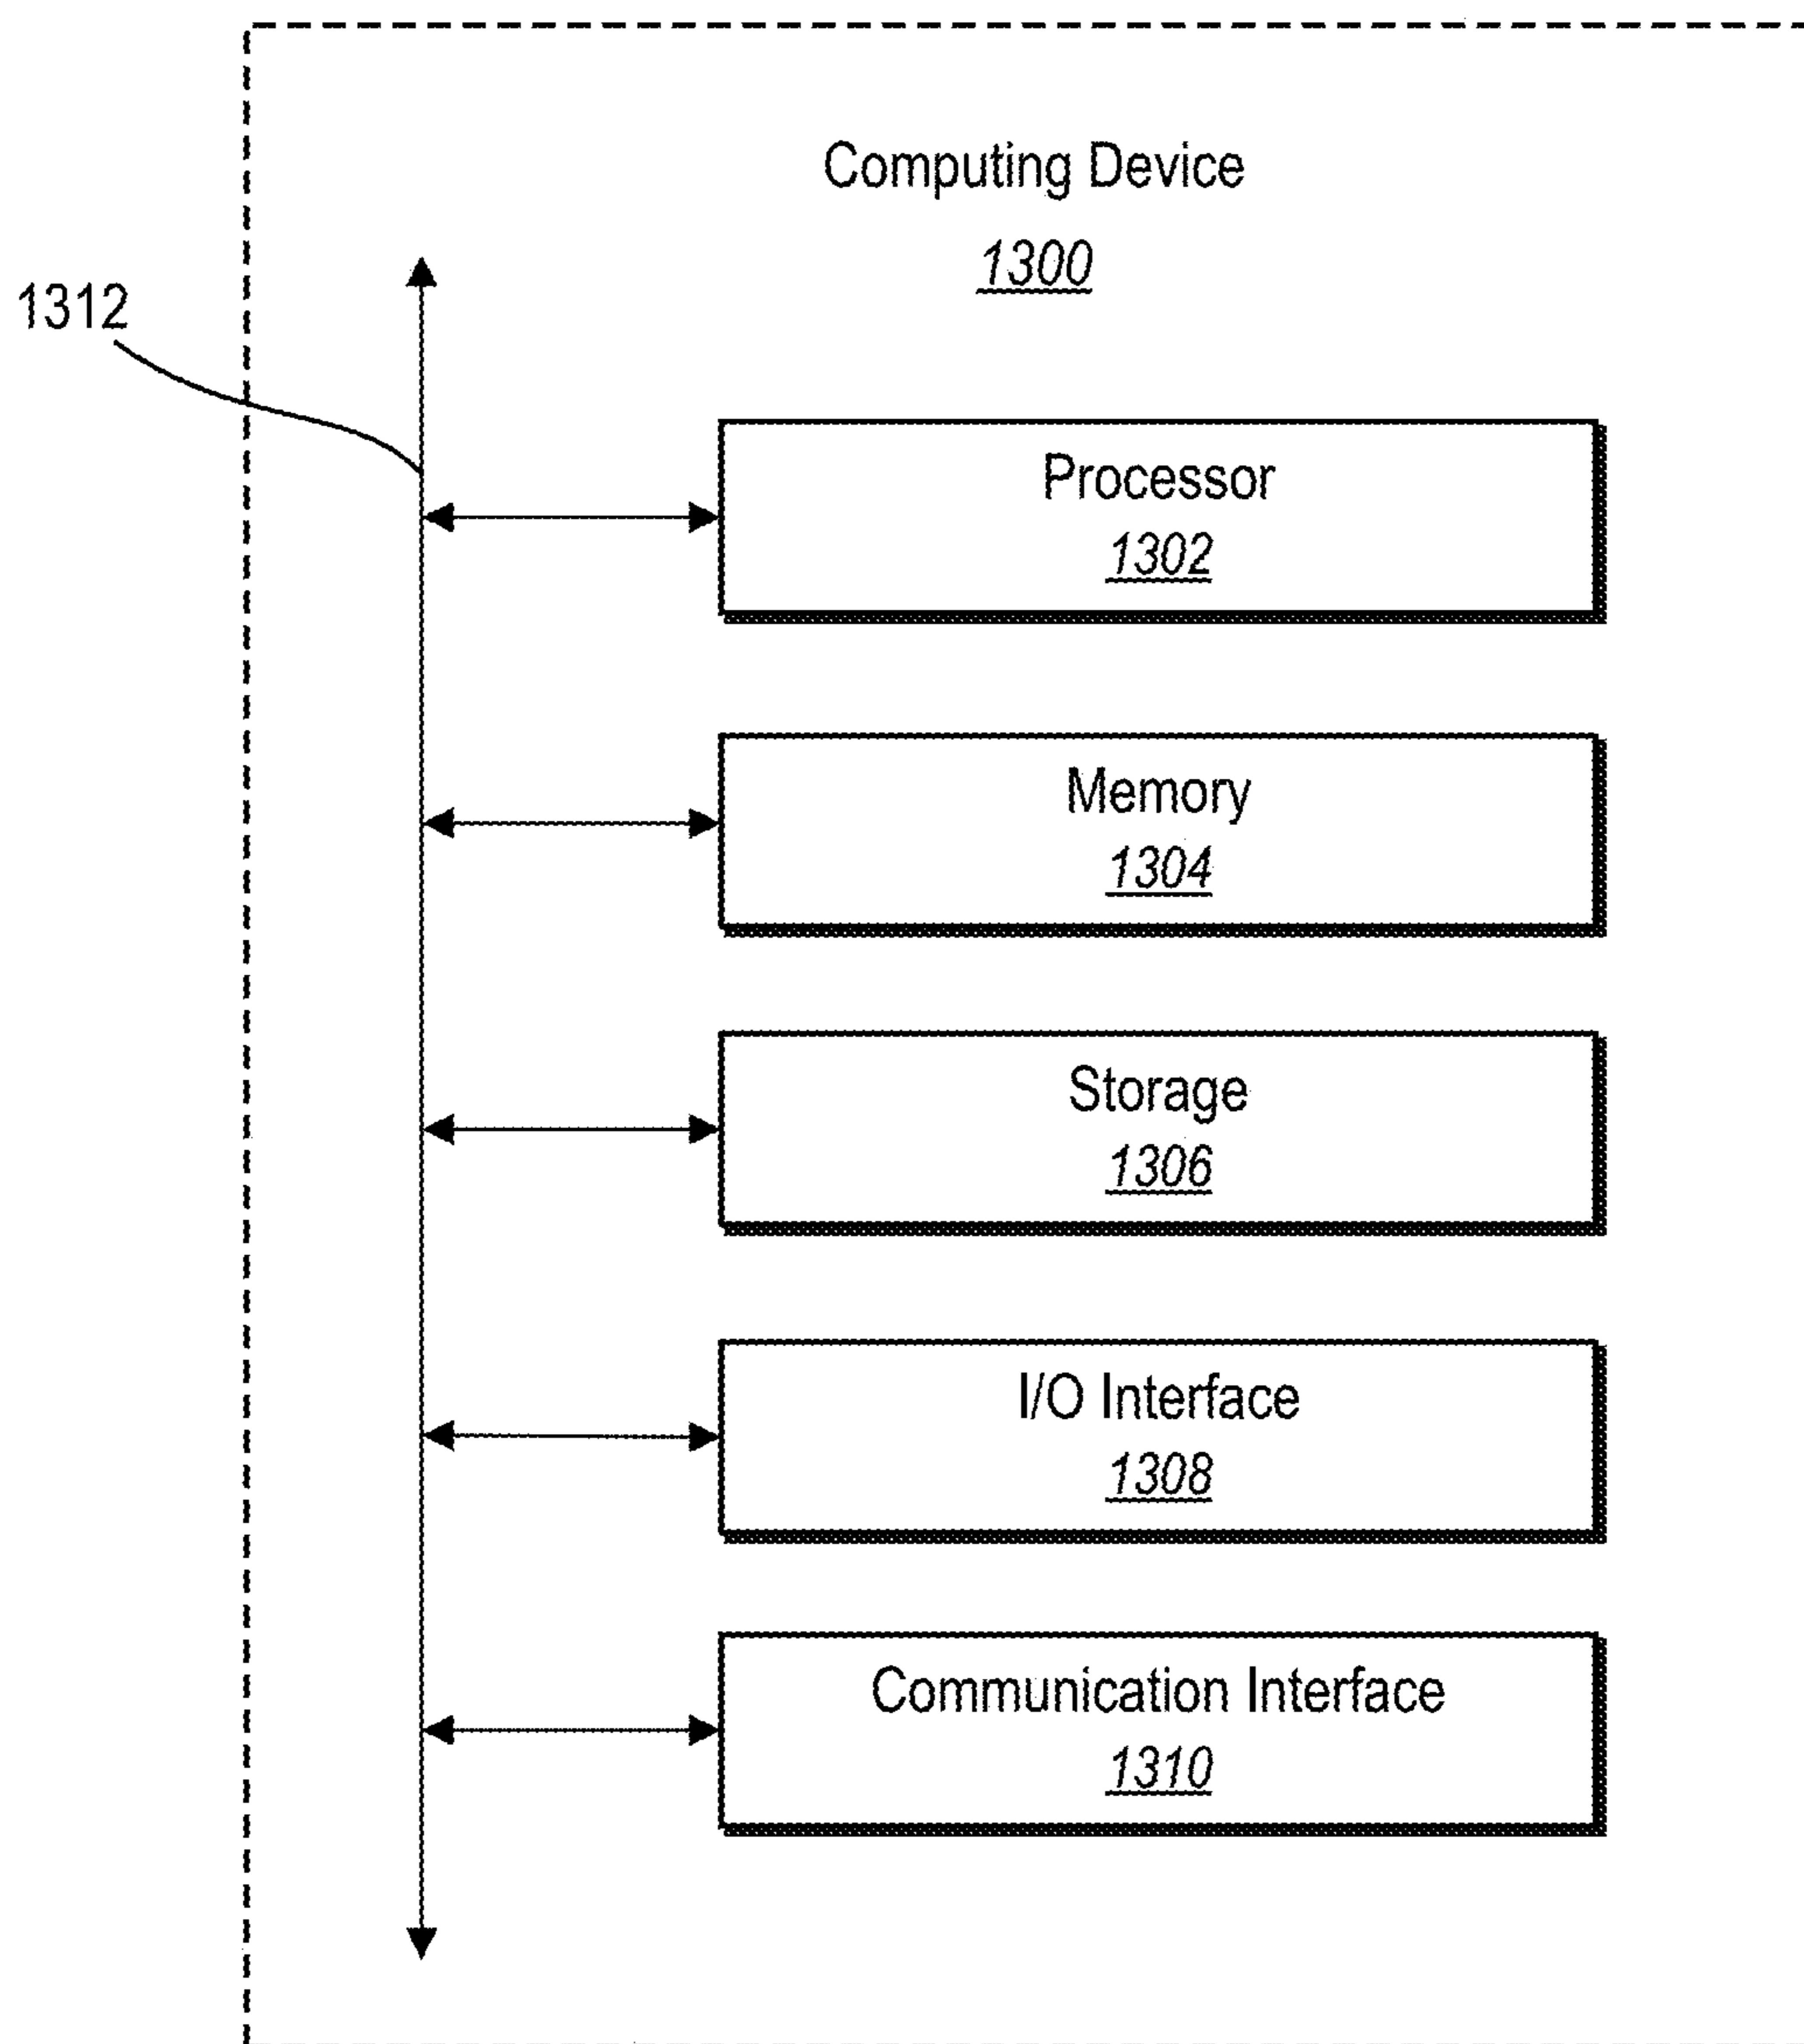 Computing Device
1300
1312
Processor
1302
Memory
1304
Storage
1306
I/O Interface
1308
Communication Interface
1310